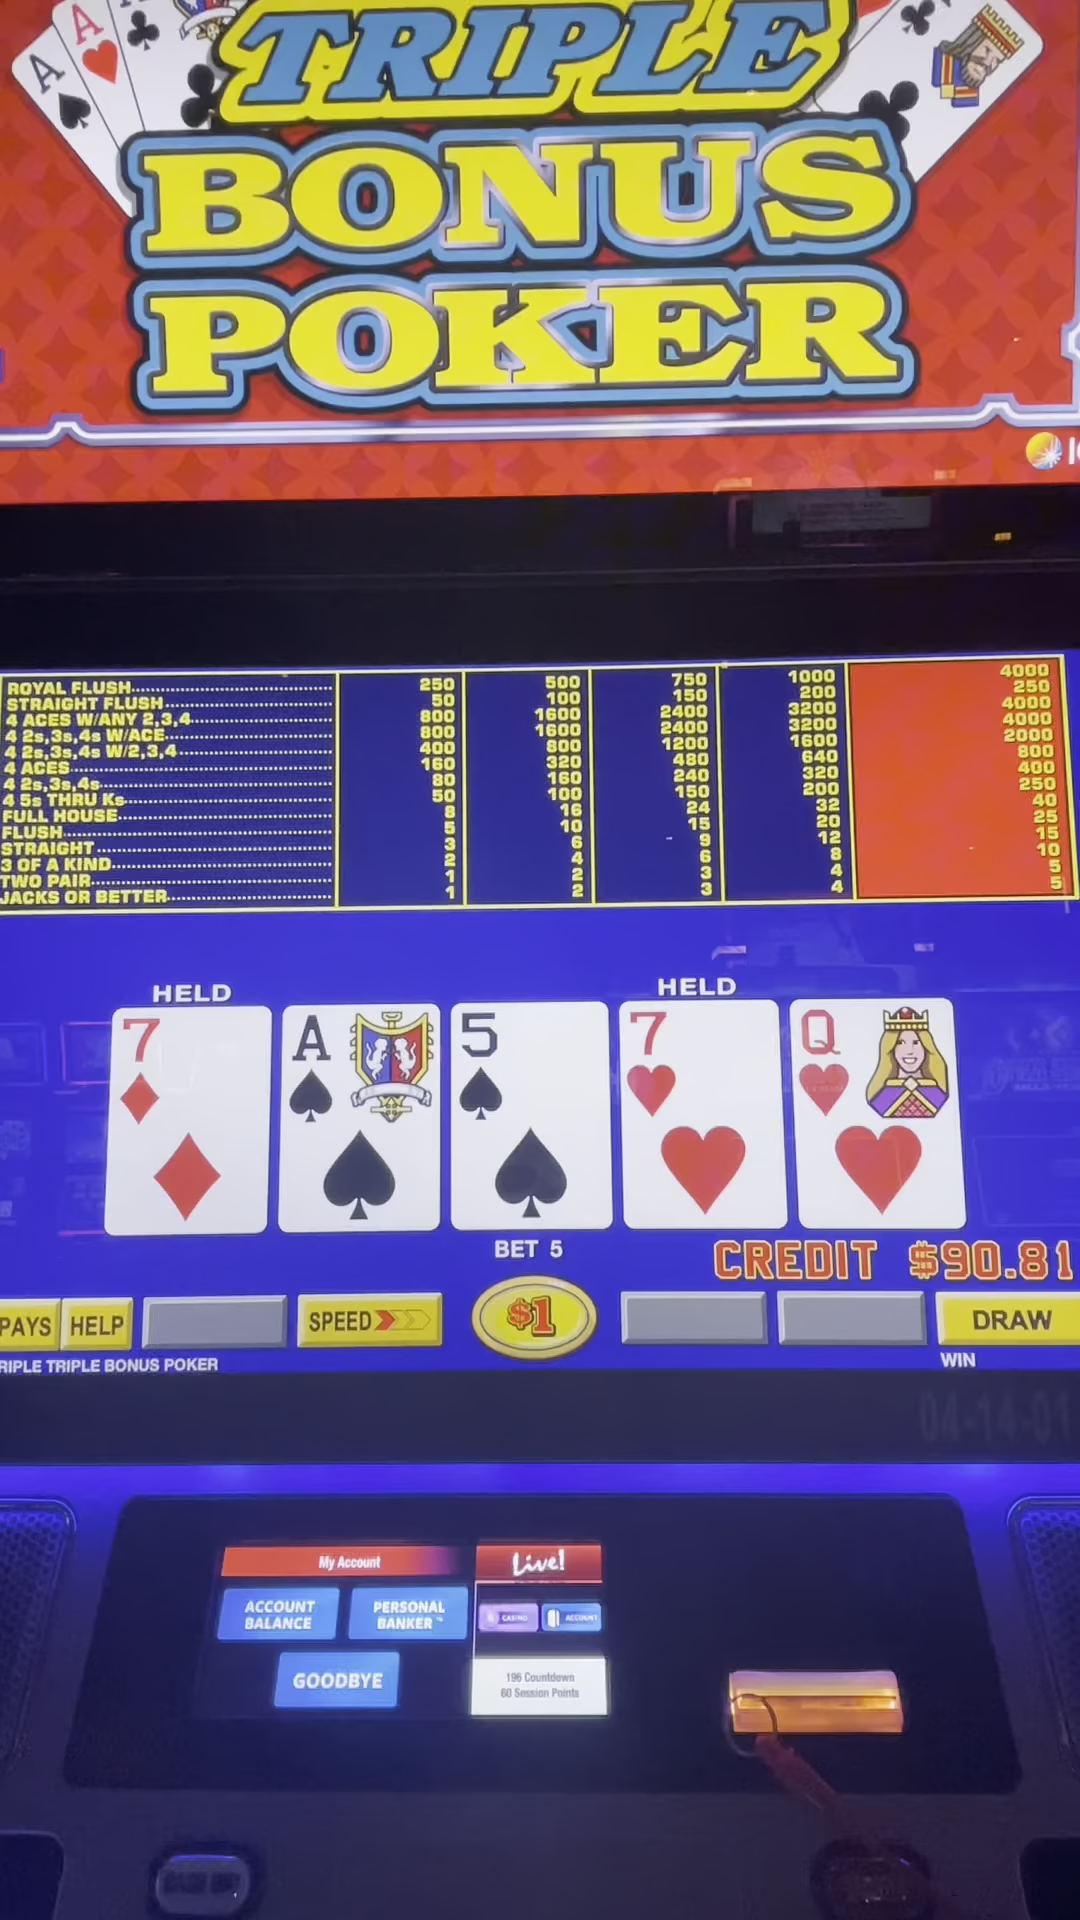 A
A
TRIPLE
BONUS
POKER
ROYAL FLUSH 250 500 750 1000 4000
STRAIGHT FLUSH 50 100 150 200 250
4 ACES W/ANY 2,3,4 800 1600 2400 3200 4000
4 2s,3s,4s W/ACE 800 1600 2400 3200 4000
4 2s,3s,4s W/2,3,4 400 800 1200 1600 2000
4 ACES 160 320 480 640 800
4 2s,3s,4s 80 160 240 320 400
4 5s THRU Ks 50 100 150 200 250
FULL HOUSE 8 16 24 32 40
FLUSH 5 10 15 20 25
STRAIGHT 3 6 9 12 15
3 OF A KIND 2 4 6 8 10
TWO PAIR 1 2 3 4 5
JACKS OR BETTER 1 2 3 4 5
HELD HELD
7 A 5 7 Q
BET 5
CREDIT $90.81
PAYS HELP SPEED $1 DRAW
RIPLE TRIPLE BONUS POKER WIN
04-14-01
My Account Live!
ACCOUNT BALANCE
PERSONAL BANKER™
CASINO ACCOUNT
GOODBYE
196 Countdown
60 Session Points